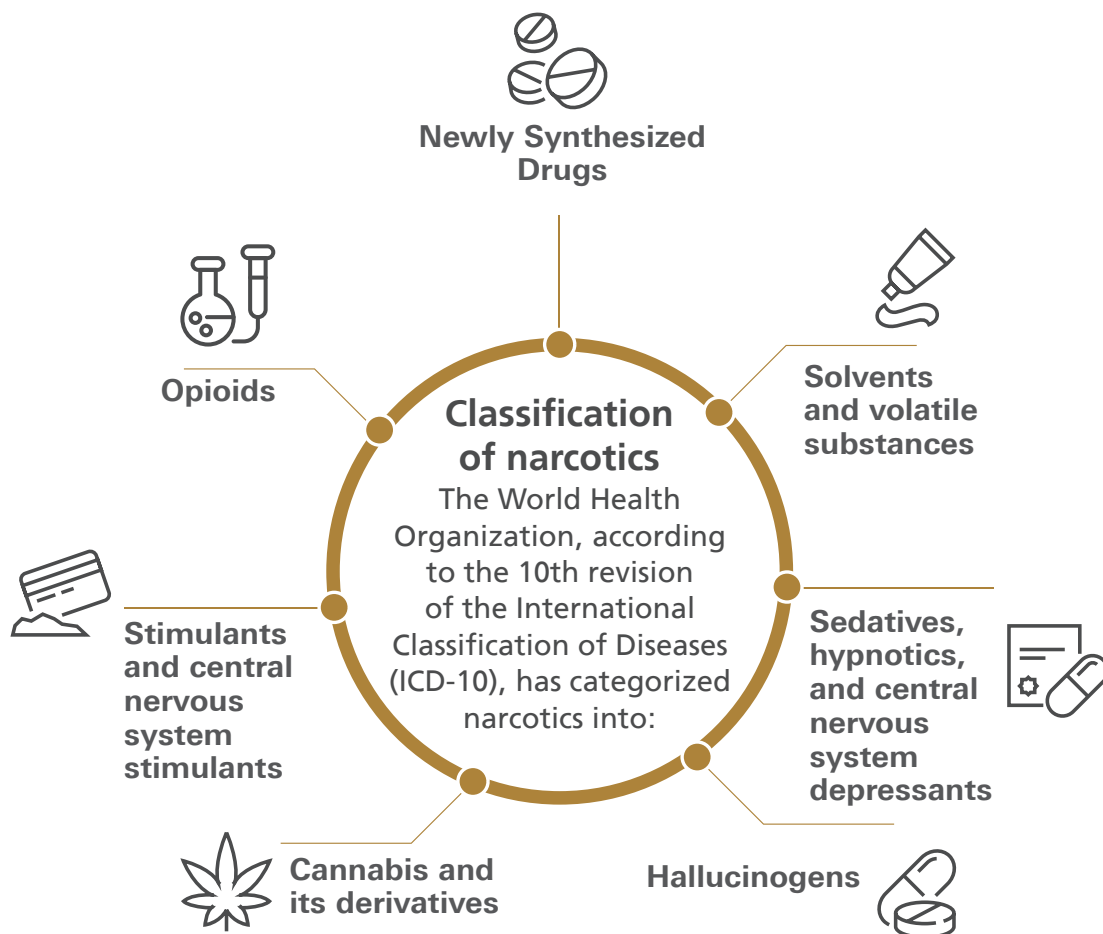 Newly Synthesized
Drugs
Opioids
Solvents
and volatile
substances
Classification
of narcotics
The World Health
Organization, according
to the 10th revision
of the International
Classification of Diseases
(ICD-10), has categorized
narcotics into:
Stimulants
and central
nervous
system
stimulants
Sedatives,
hypnotics,
and central
nervous
system
depressants
Cannabis and
its derivatives
Hallucinogens